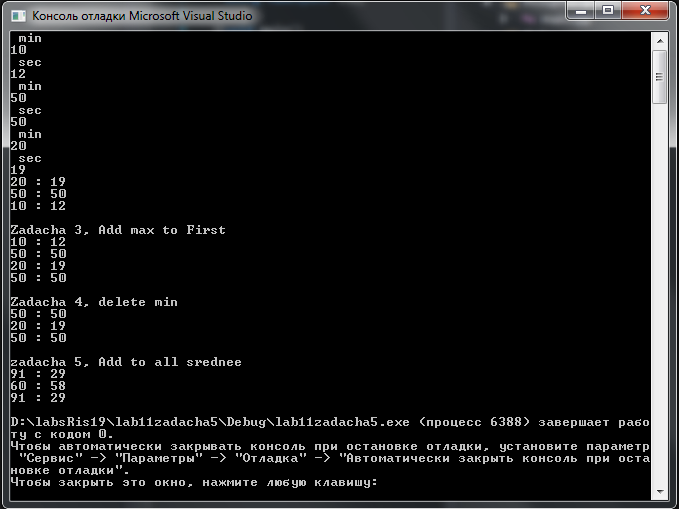 Консоль отладки Microsoft Visual Studio
min
10
sec
12
min
50
sec
50
min
20
sec
19
20 : 19
50 : 50
10 : 12
Zadacha 3, Add max to First
10 : 12
50 : 50
20 : 19
50 : 50
Zadacha 4, delete min
50 : 50
20 : 19
50 : 50
zadacha 5, Add to all srednee
91 : 29
60 : 58
91 : 29
D:\labsRis19\lab11zadacha5\Debug\lab11zadacha5.exe (процесс 6388) завершает рабо
ту с кодом 0.
Чтобы автоматически закрывать консоль при остановке отладки, установите параметр
"Сервис" -> "Параметры" -> "Отладка" -> "Автоматически закрыть консоль при оста
новке отладки".
Чтобы закрыть это окно, нажмите любую клавишу: